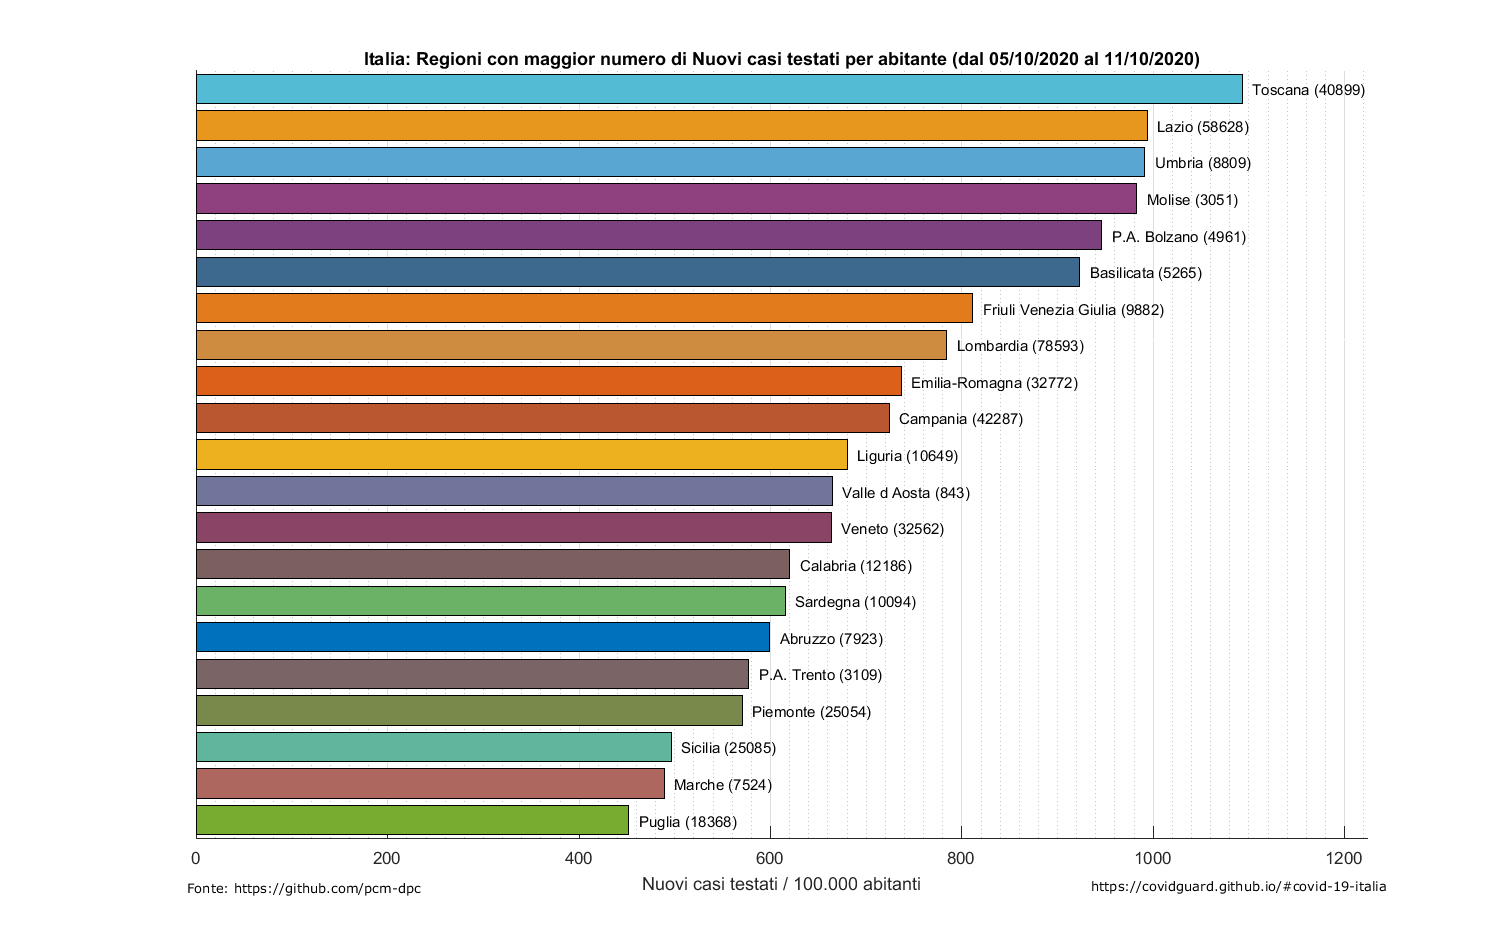 Italia: Regioni con maggior numero di Nuovi casi testati per abitante (dal 05/10/2020 al 11/10/2020)
Toscana (40899)
Lazio (58628)
Umbria (8809)
Molise (3051)
P.A. Bolzano (4961)
Basilicata (5265)
Friuli Venezia Giulia (9882)
Lombardia (78593)
Emilia-Romagna (32772)
Campania (42287)
Liguria (10649)
Valle d Aosta (843)
Veneto (32562)
Calabria (12186)
Sardegna (10094)
Abruzzo (7923)
P.A. Trento (3109)
Piemonte (25054)
Sicilia (25085)
Marche (7524)
Puglia (18368)
0 200 400 600 800 1000 1200
Nuovi casi testati / 100.000 abitanti
Fonte: https://github.com/pcm-dpc
https://covidguard.github.io/#covid-19-italia